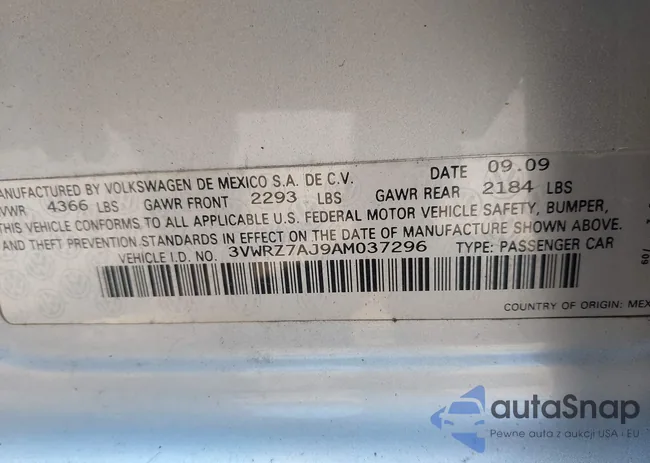 ANUFACTURED BY VOLKSWAGEN DE MEXICO S.A. DE C.V. DATE 09.09
VWR 4366 LBS GAWR FRONT 2293 LBS GAWR REAR 2184 LBS
THIS VEHICLE CONFORMS TO ALL APPLICABLE U.S. FEDERAL MOTOR VEHICLE SAFETY, BUMPER,
AND THEFT PREVENTION STANDARDS IN EFFECT ON THE DATE OF MANUFACTURE SHOWN ABOVE.
VEHICLE I.D. NO. 3VWRZ7AJ9AM037296 TYPE: PASSENGER CAR
COUNTRY OF ORIGIN: MEX
autaSnap
Pewne auta z aukcji USA i EU